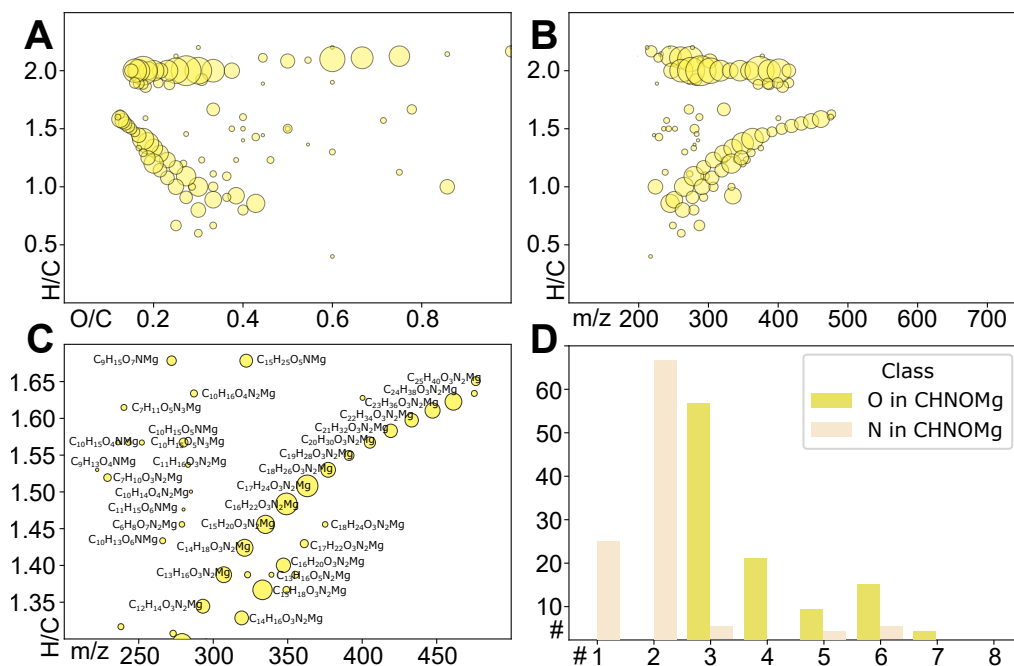 A
2.0
1.5
1.0
0.5
H/C
O/C
0.2
0.4
0.6
0.8
B
2.0
1.5
1.0
0.5
H/C
m/z
200
300
400
500
600
700
C
1.65
1.60
1.55
1.50
1.45
1.40
1.35
H/C
m/z
250
300
350
400
450
C₉H₁₅O₇NMg
C₁₅H₂₅O₅NMg
C₂₅H₄₀O₃N₂Mg
C₁₀H₁₆O₄N₂Mg
C₂₄H₃₈O₃N₂Mg
C₇H₁₁O₅N₃Mg
C₂₃H₃₆O₃N₂Mg
C₂₂H₃₄O₃N₂Mg
C₁₀H₁₅O₅NMg
C₂₁H₃₂O₃N₂Mg
C₁₀H₁₅O₄NMg
C₂₀H₃₀O₃N₂Mg
C₉H₁₃O₄NMg
C₁₁H₁₆O₃N₂Mg
C₁₉H₂₈O₃N₂Mg
C₇H₁₀O₃N₂Mg
C₁₈H₂₆O₃N₂Mg
C₁₀H₁₄O₄N₂Mg
C₁₇H₂₄O₃N₂Mg
C₁₁H₁₅O₆NMg
C₁₆H₂₂O₃N₂Mg
C₆H₈O₇N₂Mg
C₁₅H₂₀O₃N₂Mg
C₁₈H₂₄O₃N₂Mg
C₁₀H₁₃O₆NMg
C₁₄H₁₈O₃N₂Mg
C₁₇H₂₂O₃N₂Mg
C₁₃H₁₆O₃N₂Mg
C₁₆H₂₀O₃N₂Mg
C₁₃H₁₆O₅N₂Mg
C₁₅H₁₈O₃N₂Mg
C₁₂H₁₄O₃N₂Mg
C₁₄H₁₆O₃N₂Mg
D
Class
O in CHNOMg
N in CHNOMg
60
50
40
30
20
10
#
# 1
2
3
4
5
6
7
8